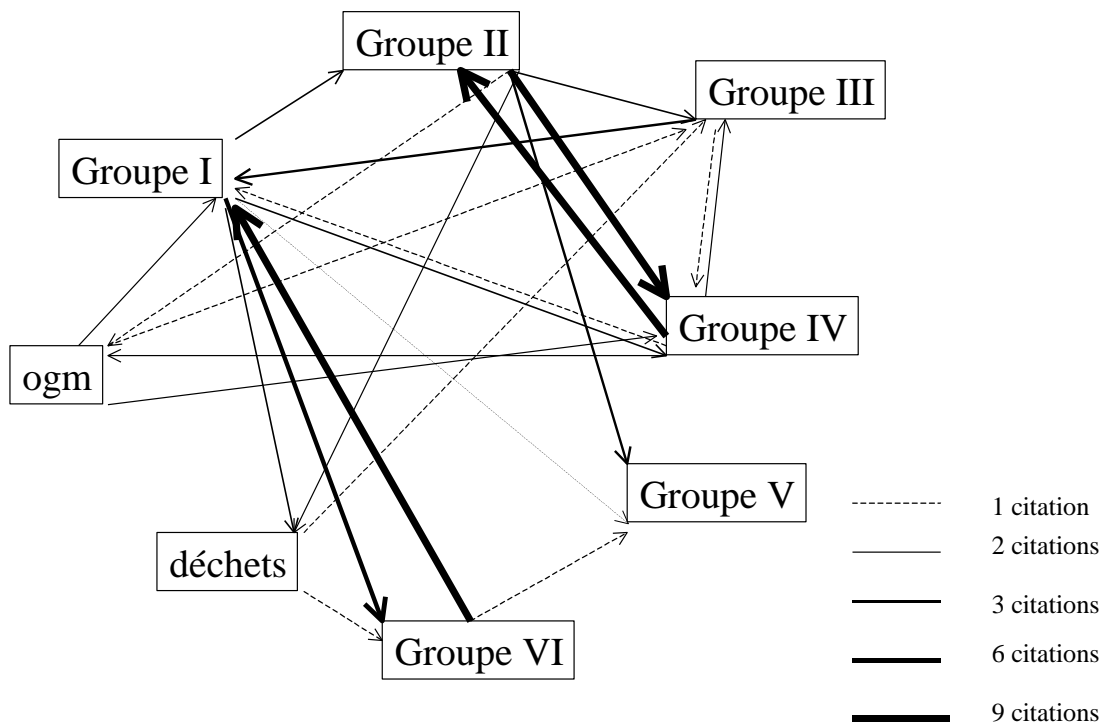 Groupe II
Groupe III
Groupe I
Groupe IV
ogm
Groupe V
déchets
Groupe VI
1 citation
2 citations
3 citations
6 citations
9 citations